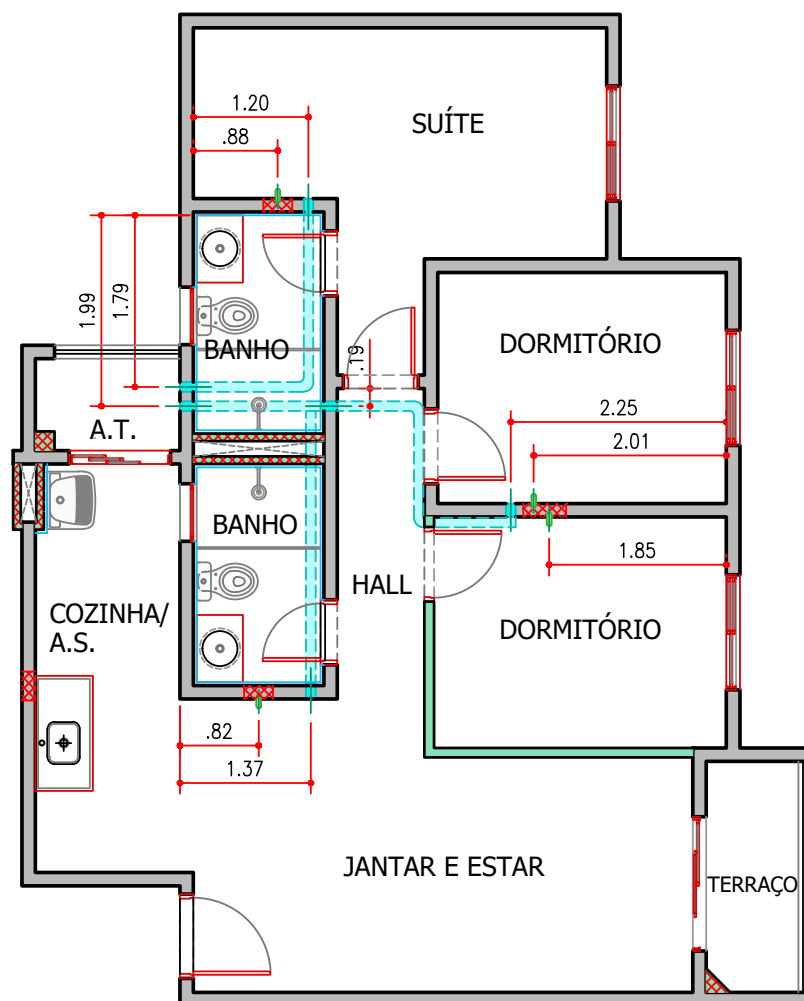 1.20
SUÍTE
.88
1.99
1.79
BANHO
.19
DORMITÓRIO
2.25
A.T.
2.01
BANHO
1.85
HALL
COZINHA/
A.S.
DORMITÓRIO
.82
1.37
JANTAR E ESTAR
TERRAÇO